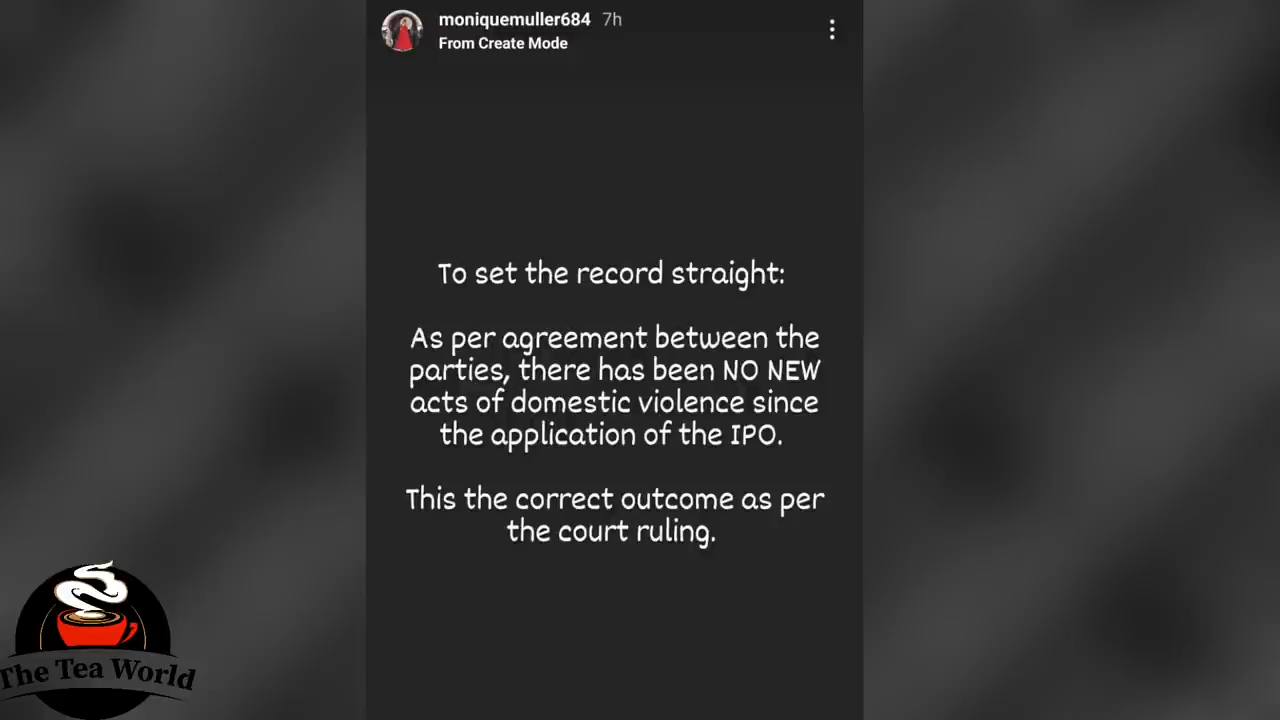 moniquemuller684 7h
From Create Mode
To set the record straight:
As per agreement between the
parties, there has been NO NEW
acts of domestic violence since
the application of the IPO.
This the correct outcome as per
the court ruling.
The Tea World